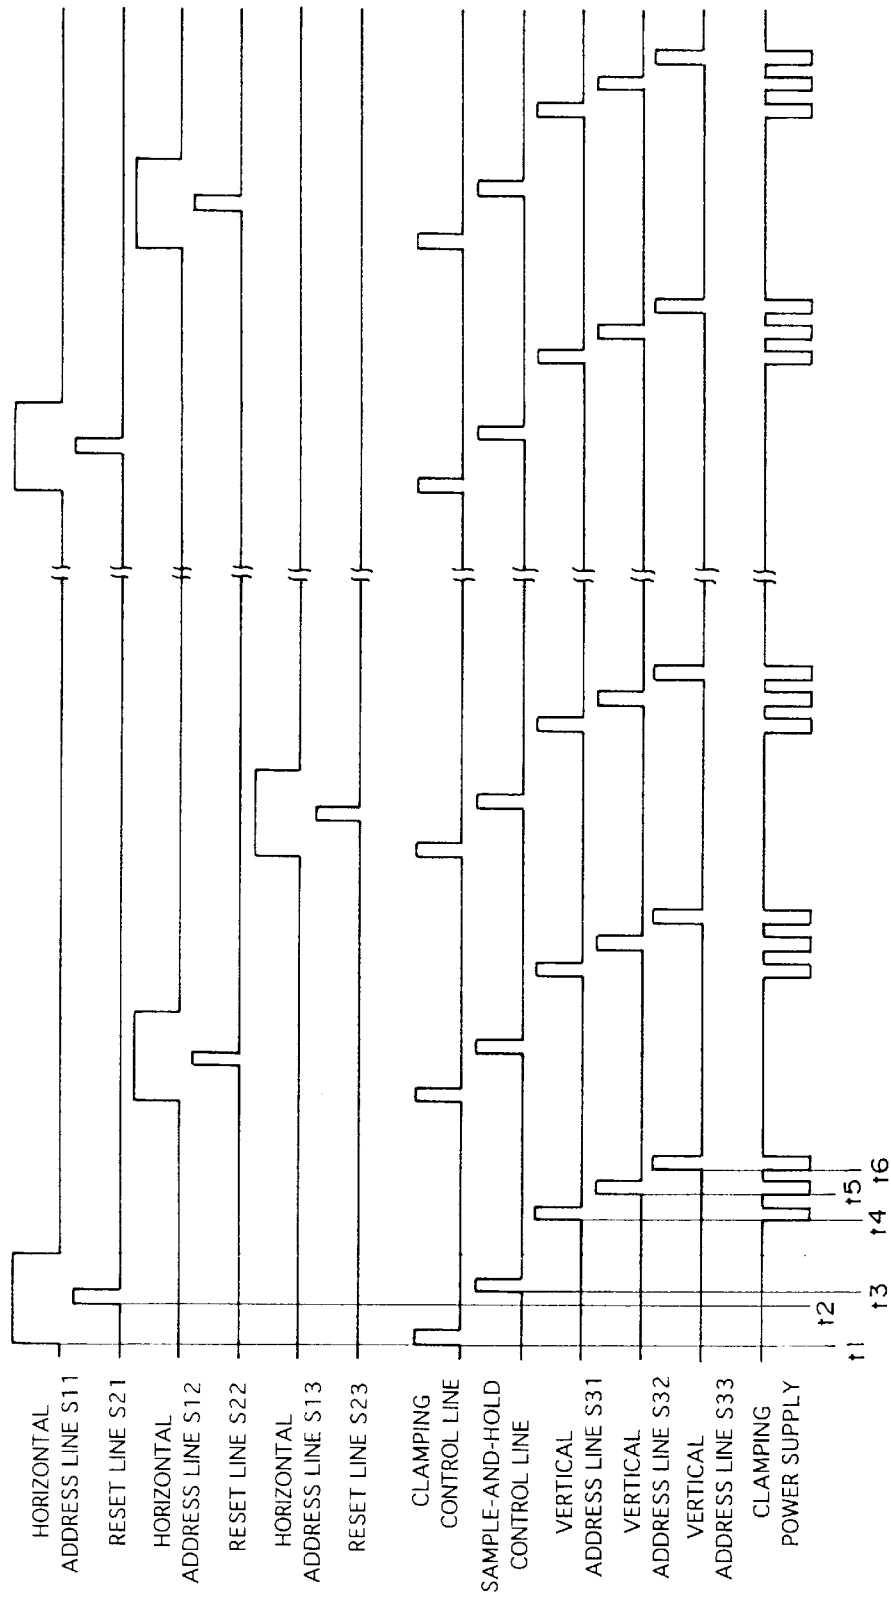 HORIZONTAL
ADDRESS LINE S11
RESET LINE S21
HORIZONTAL
ADDRESS LINE S12
RESET LINE S22
HORIZONTAL
ADDRESS LINE S13
RESET LINE S23
CLAMPING
CONTROL LINE
SAMPLE-AND-HOLD
CONTROL LINE
VERTICAL
ADDRESS LINE S31
VERTICAL
ADDRESS LINE S32
VERTICAL
ADDRESS LINE S33
CLAMPING
POWER SUPPLY
t1
t2
t3
t4
t5
t6